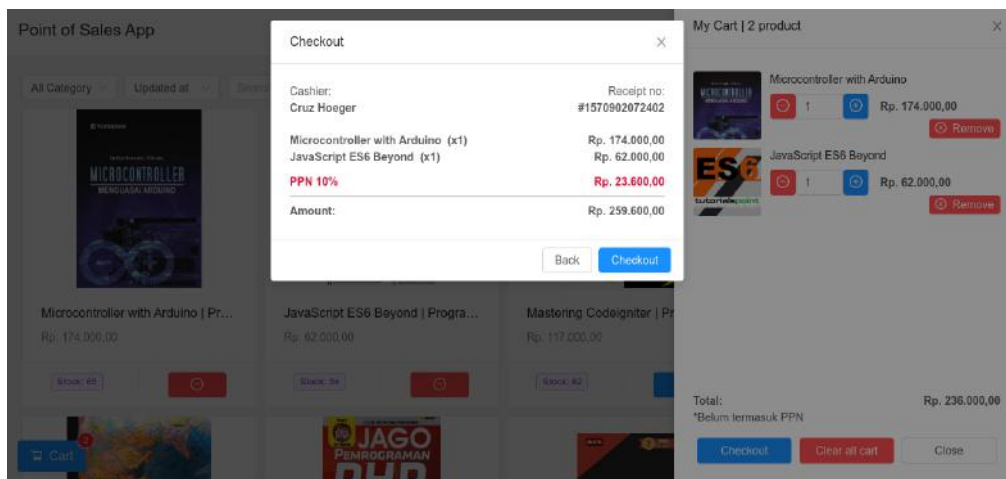 Point of Sales App
All Category
Updated at
MICROCONTROLLER
MENGUASAI ARDUINO
Microcontroller with Arduino | Pr...
Rp. 174.000,00
Stock: 65
JavaScript ES6 Beyond | Progra...
Rp. 62.000,00
Mastering Codeigniter | Pr
Rp. 117.000,00
JAGO
PEMROGRAMAN
PHP
Cart
2
Checkout
Cashier:
Receipt no:
Cruz Hoeger
#1570902072402
Microcontroller with Arduino (x1)
Rp. 174.000,00
JavaScript ES6 Beyond (x1)
Rp. 62.000,00
PPN 10%
Rp. 23.600,00
Amount:
Rp. 259.600,00
Back
Checkout
My Cart | 2 product
MICROCONTROLLER
Microcontroller with Arduino
1
Rp. 174.000,00
Remove
ES6
tutorialspoint
JavaScript ES6 Beyond
1
Rp. 62.000,00
Remove
Total:
Rp. 236.000,00
*Belum termasuk PPN
Checkout
Clear all cart
Close